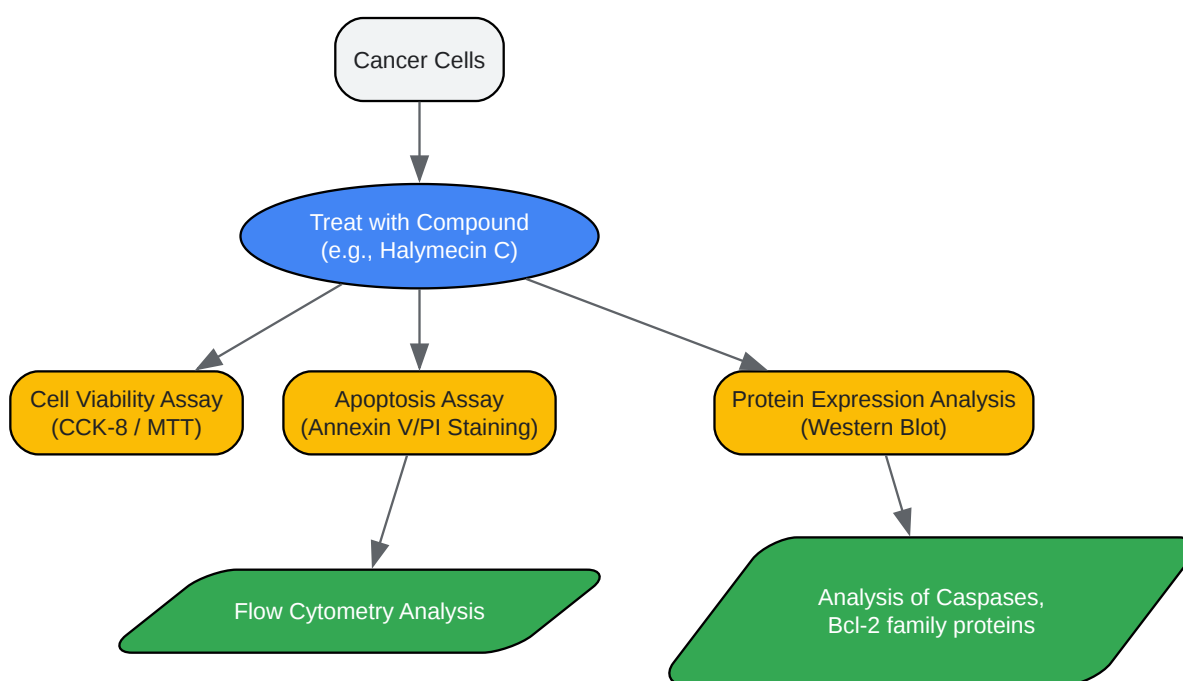 Cancer Cells
Treat with Compound
(e.g., Halymecin C)
Cell Viability Assay
(CCK-8 / MTT)
Apoptosis Assay
(Annexin V/PI Staining)
Protein Expression Analysis
(Western Blot)
Flow Cytometry Analysis
Analysis of Caspases,
Bcl-2 family proteins